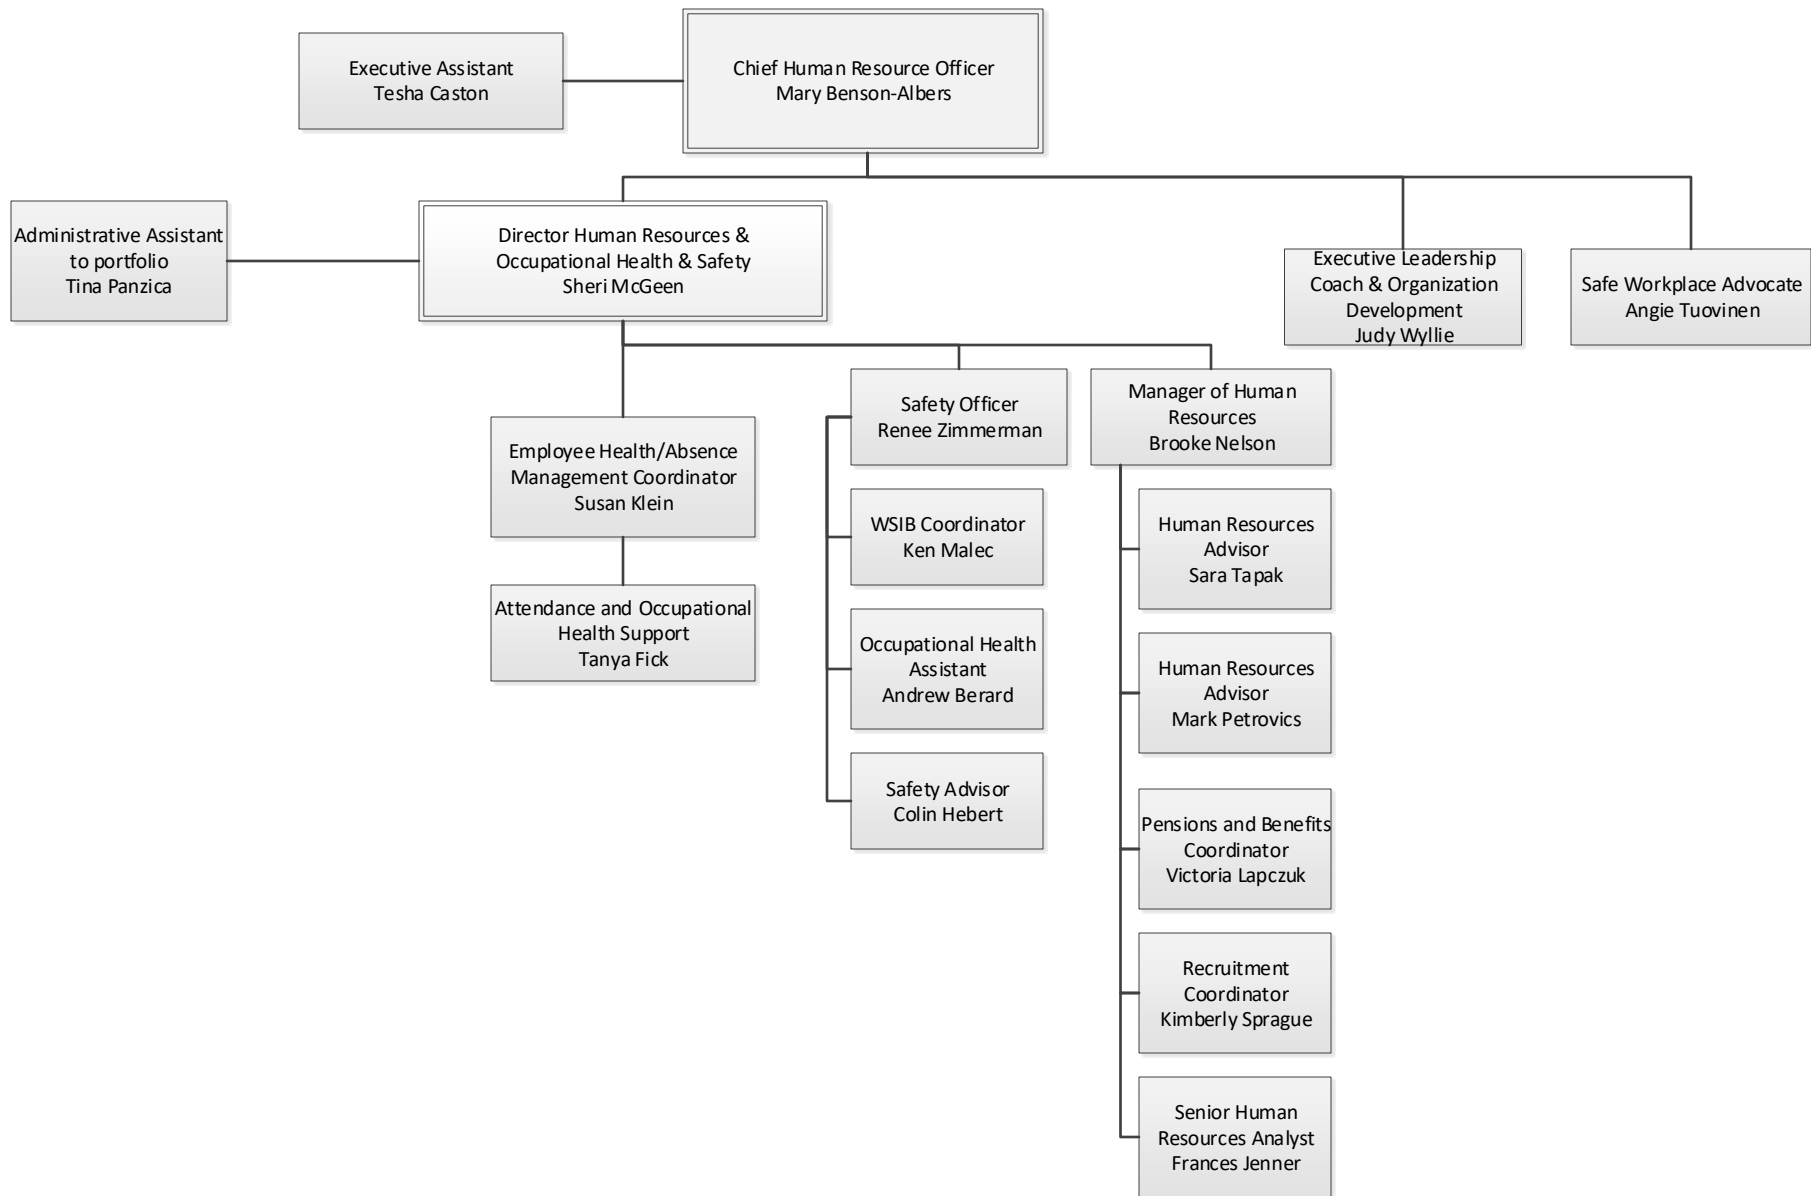 Executive Assistant
Tesha Caston
Chief Human Resource Officer
Mary Benson-Albers
Administrative Assistant
to portfolio
Tina Panzica
Director Human Resources &
Occupational Health & Safety
Sheri McGeen
Executive Leadership
Coach & Organization
Development
Judy Wyllie
Safe Workplace Advocate
Angie Tuovinen
Employee Health/Absence
Management Coordinator
Susan Klein
Attendance and Occupational
Health Support
Tanya Fick
Safety Officer
Renee Zimmerman
WSIB Coordinator
Ken Malec
Occupational Health
Assistant
Andrew Berard
Safety Advisor
Colin Hebert
Manager of Human
Resources
Brooke Nelson
Human Resources
Advisor
Sara Tapak
Human Resources
Advisor
Mark Petrovics
Pensions and Benefits
Coordinator
Victoria Lapczuk
Recruitment
Coordinator
Kimberly Sprague
Senior Human
Resources Analyst
Frances Jenner